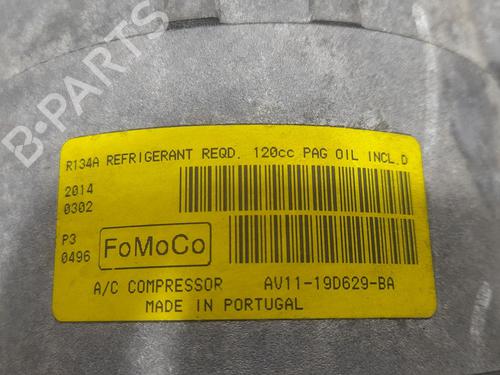 B-PARTS
R134A REFRIGERANT REQD. 120cc PAG OIL INCL.D
2014
0302
P3
0496
FoMoCo
A/C COMPRESSOR AV11-19D629-BA
MADE IN PORTUGAL